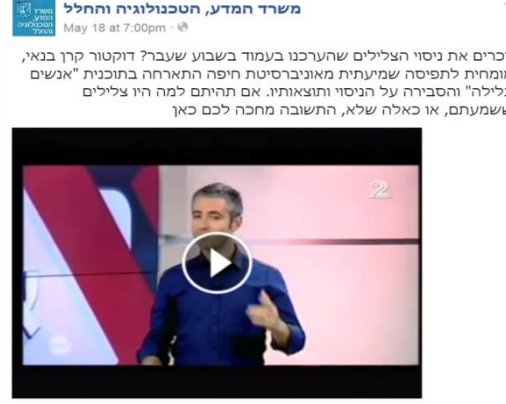 משרד המדע, הטכנולוגיה והחלל
May 18 at 7:00pm ·
זכרים את ניסוי הצלילים שהערכנו בעמוד בשבוע שעבר? דוקטור קרן בנאי,
מומחית לתפיסה שמיעתית מאוניברסיטת חיפה התארחה בתוכנית "אנשים
בלילה" והסבירה על הניסוי ותוצאותיו. אם תהיתם למה היו צלילים
ששמעתם, או כאלה שלא, התשובה מחכה לכם כאן
2